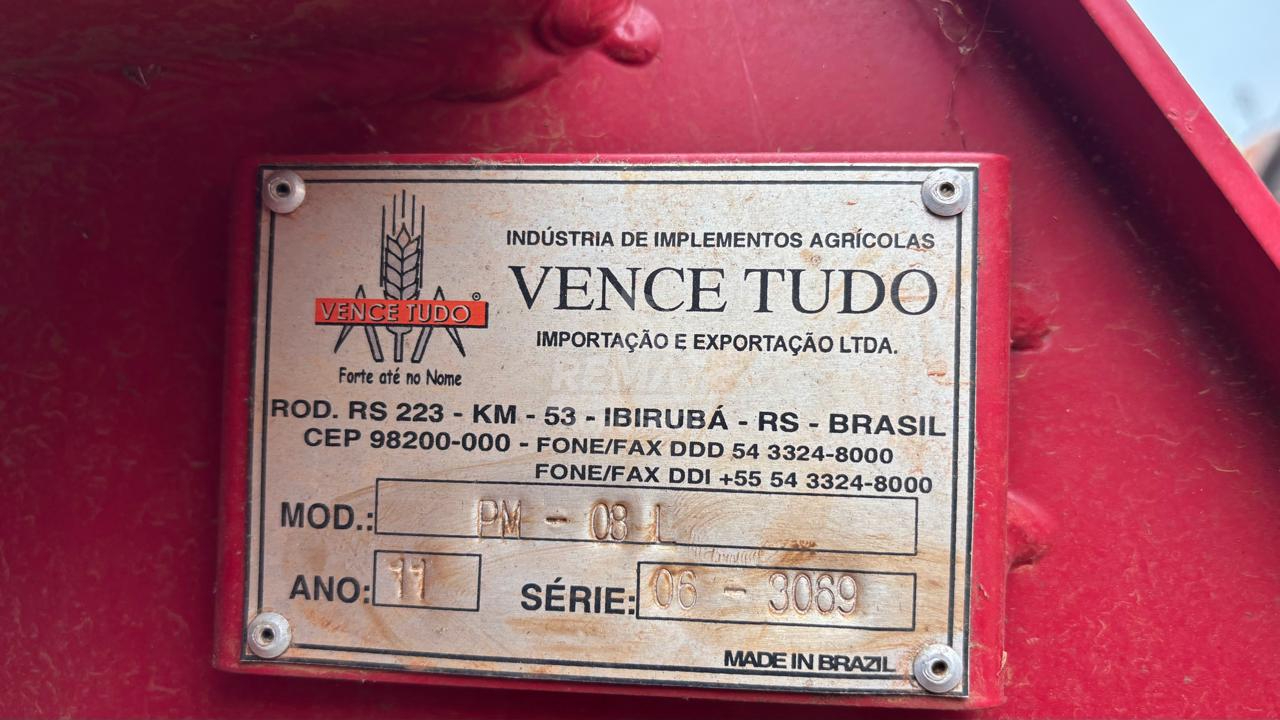 VENCE TUDO
Forte até no Nome
INDÚSTRIA DE IMPLEMENTOS AGRÍCOLAS
VENCE TUDO
IMPORTAÇÃO E EXPORTAÇÃO LTDA.
ROD. RS 223 - KM - 53 - IBIRUBÁ - RS - BRASIL
CEP 98200-000 - FONE/FAX DDD 54 3324-8000
FONE/FAX DDI +55 54 3324-8000
MOD.: PM - 08 L
ANO: 11 SÉRIE: 06 - 3069
MADE IN BRAZIL